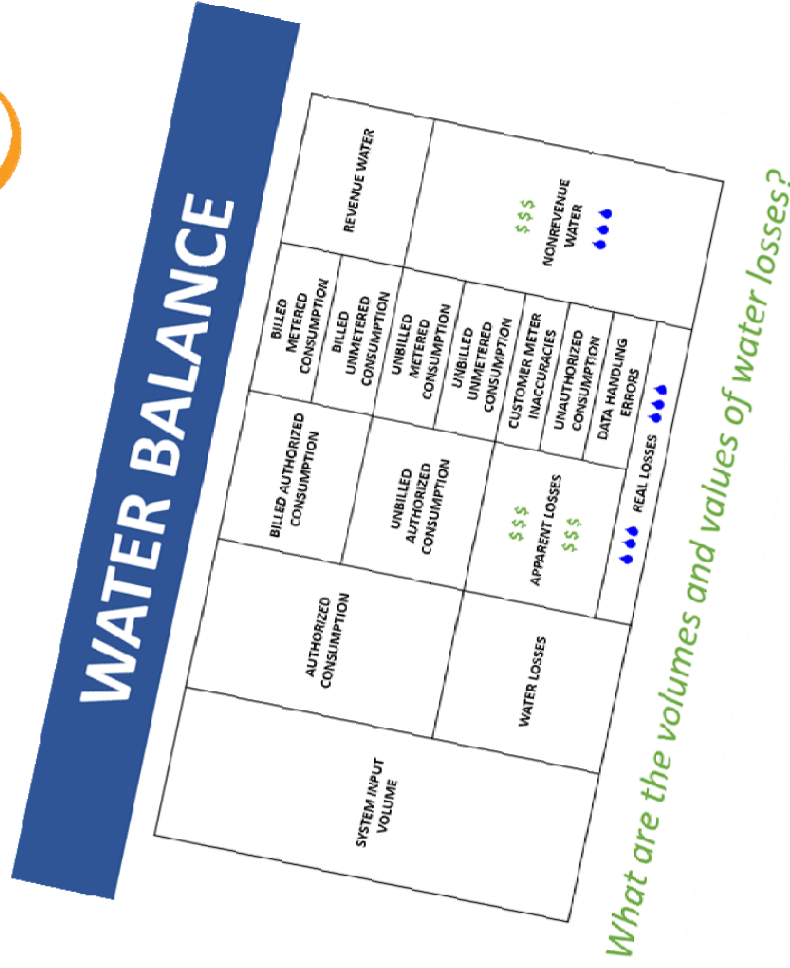 WATER BALANCE
SYSTEM INPUT
VOLUME
AUTHORIZED
CONSUMPTION
WATER LOSSES
BILLED AUTHORIZED
CONSUMPTION
UNBILLED
AUTHORIZED
CONSUMPTION
$$$
APPARENT LOSSES
$$$
BILLED
METERED
CONSUMPTION
BILLED
UNMETERED
CONSUMPTION
UNBILLED
METERED
CONSUMPTION
UNBILLED
UNMETERED
CONSUMPTION
CUSTOMER METER
INACCURACIES
UNAUTHORIZED
CONSUMPTION
DATA HANDLING
ERRORS
REAL LOSSES
REVENUE WATER
$$$
NONREVENUE
WATER
What are the volumes and values of water losses?